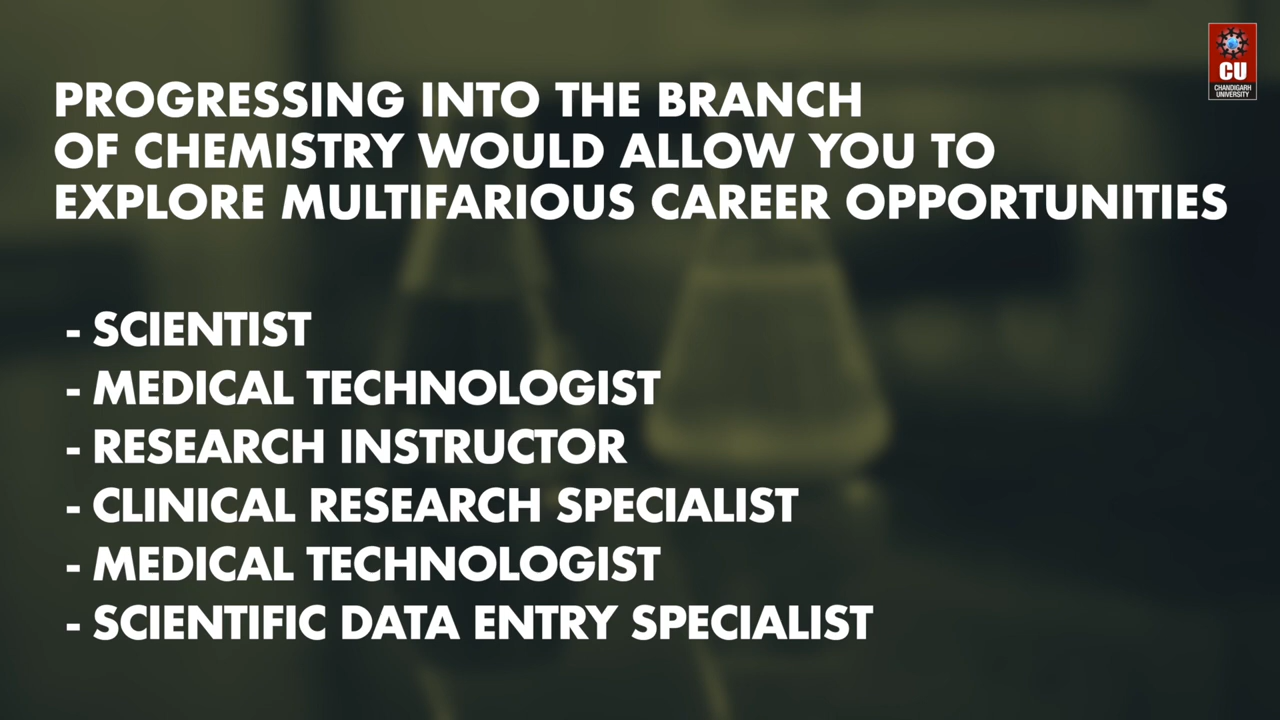 CU
CHANDIGARH
UNIVERSITY
PROGRESSING INTO THE BRANCH
OF CHEMISTRY WOULD ALLOW YOU TO
EXPLORE MULTIFARIOUS CAREER OPPORTUNITIES
- SCIENTIST
- MEDICAL TECHNOLOGIST
- RESEARCH INSTRUCTOR
- CLINICAL RESEARCH SPECIALIST
- MEDICAL TECHNOLOGIST
- SCIENTIFIC DATA ENTRY SPECIALIST